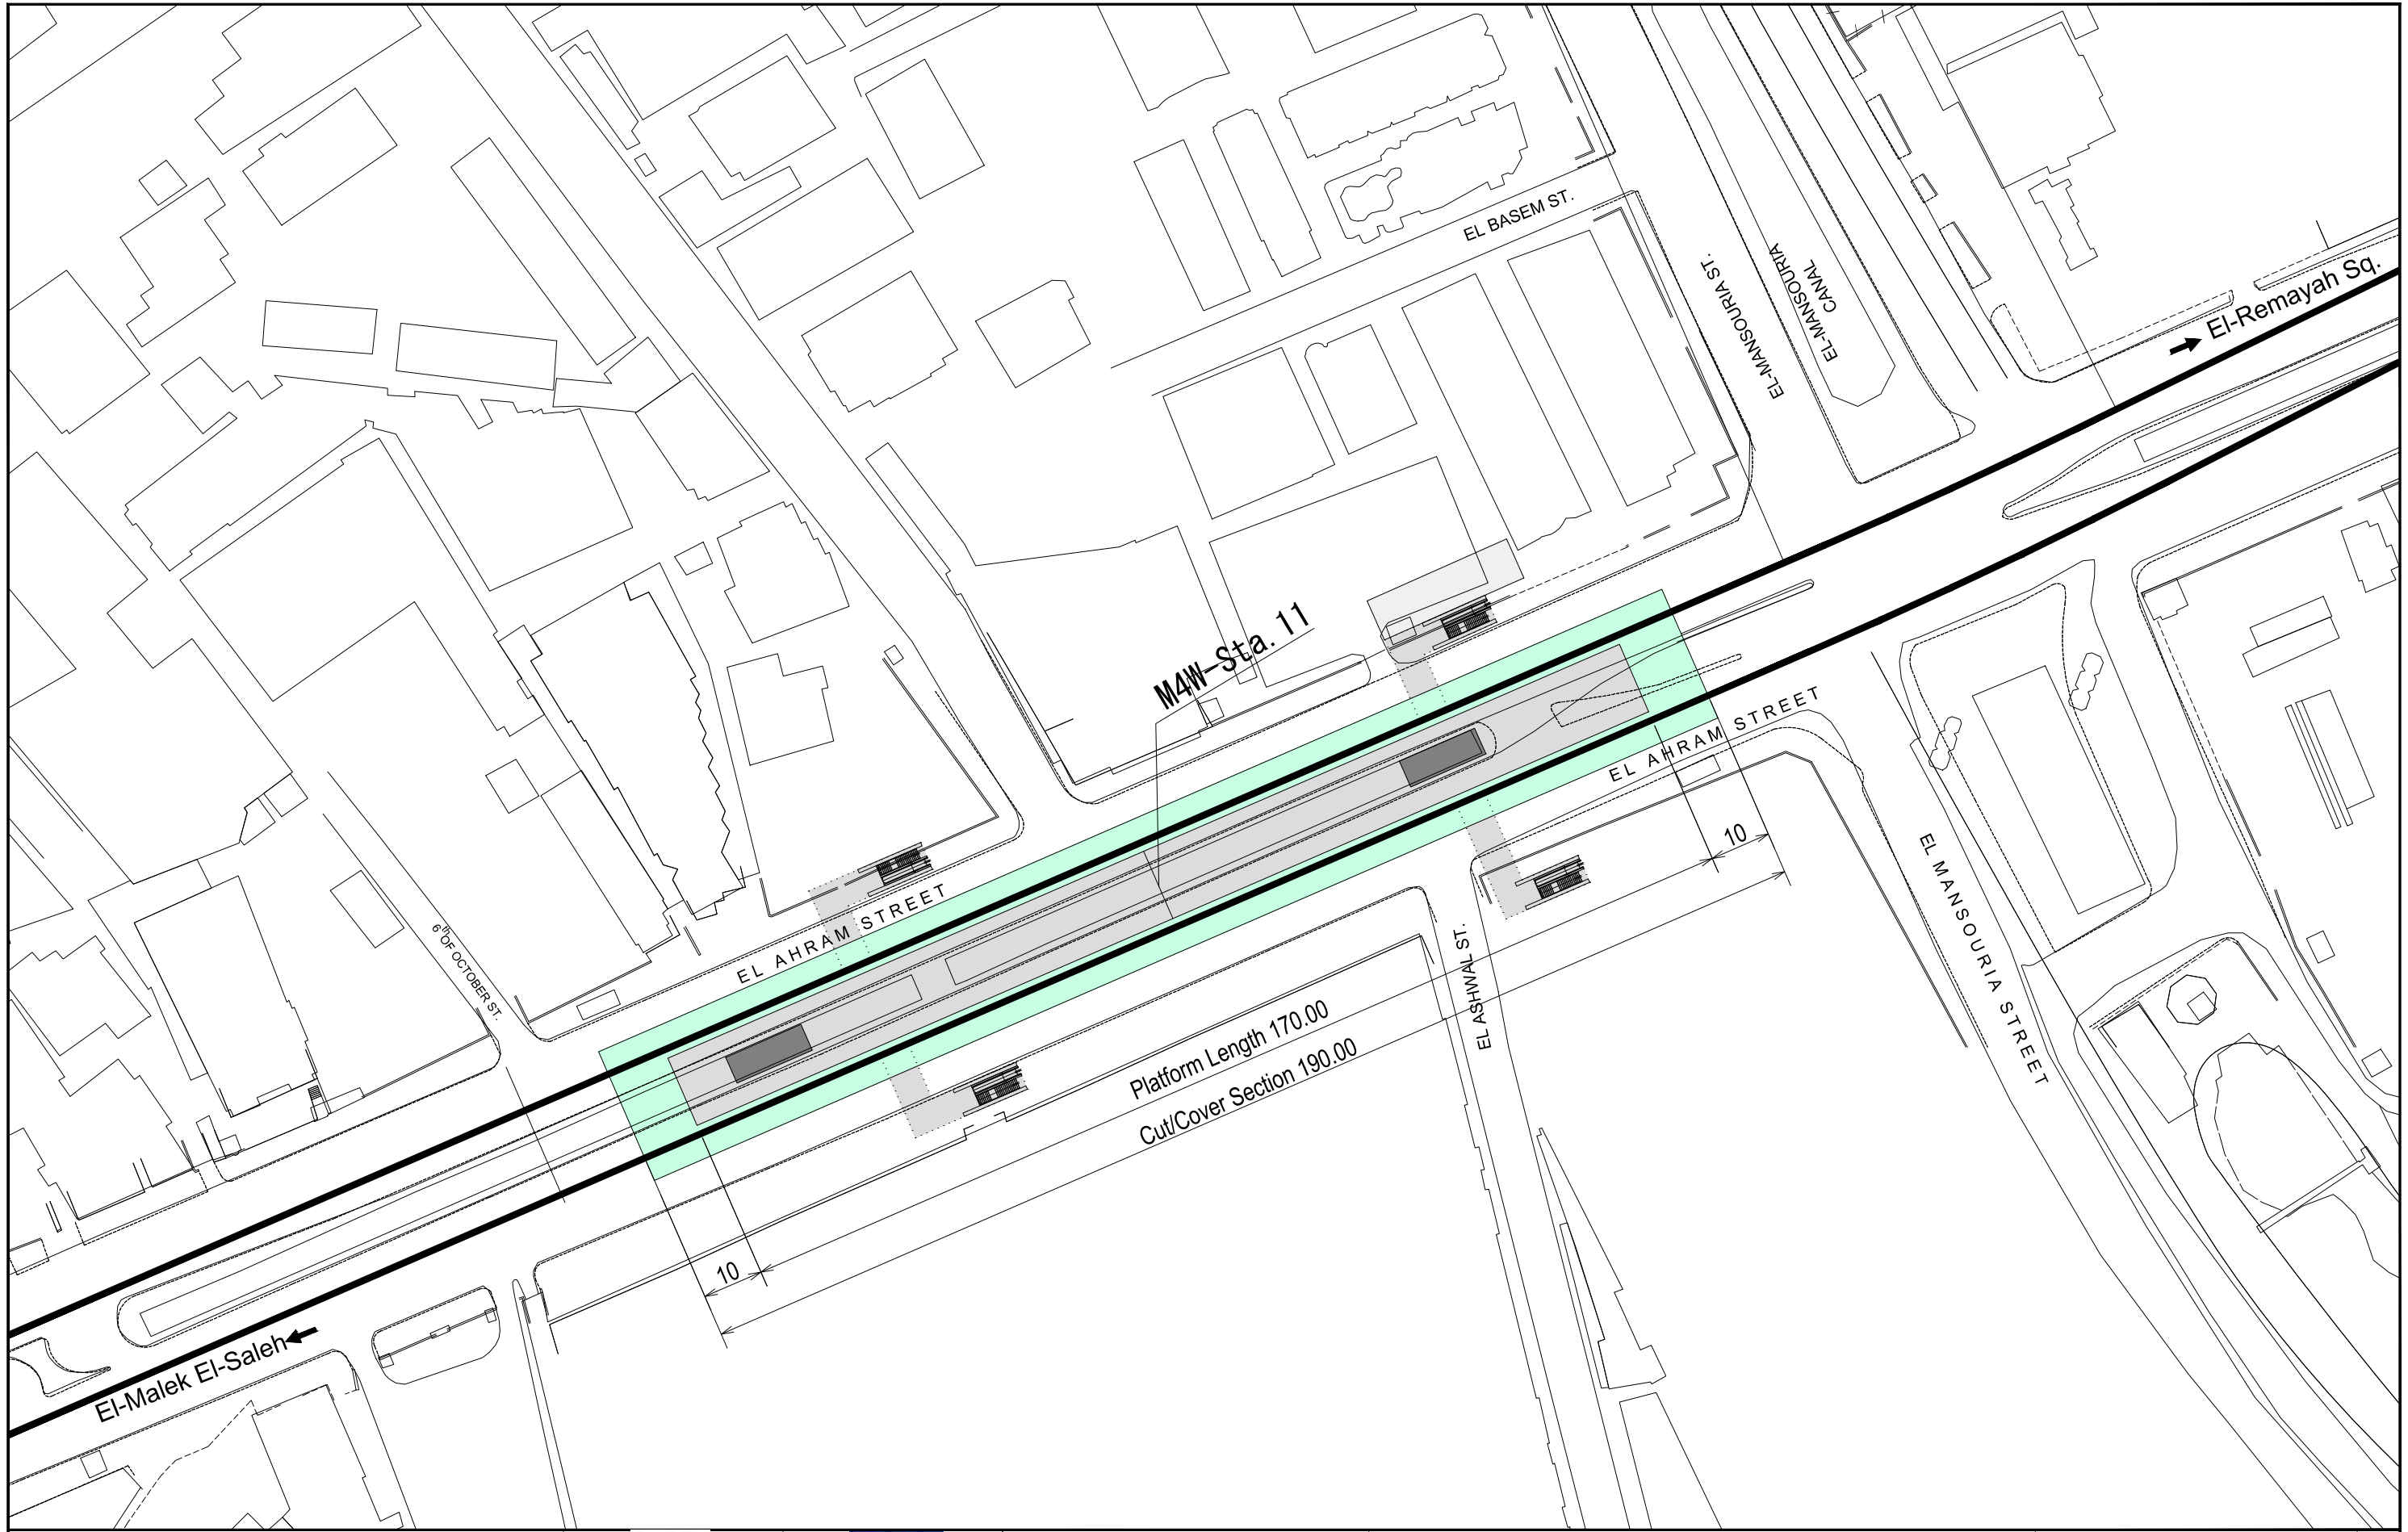 EL BASEM ST.
EL-MANSOURIA ST.
EL-MANSOURIA
CANAL
El-Remayah Sq.
M4W-Sta. 11
EL AHRAM STREET
10
EL AHRAM STREET
6th OF OCTOBER ST.
EL ASHWAL ST.
EL MANSOURIA STREET
Platform Length 170.00
Cut/Cover Section 190.00
10
El-Malek El-Saleh